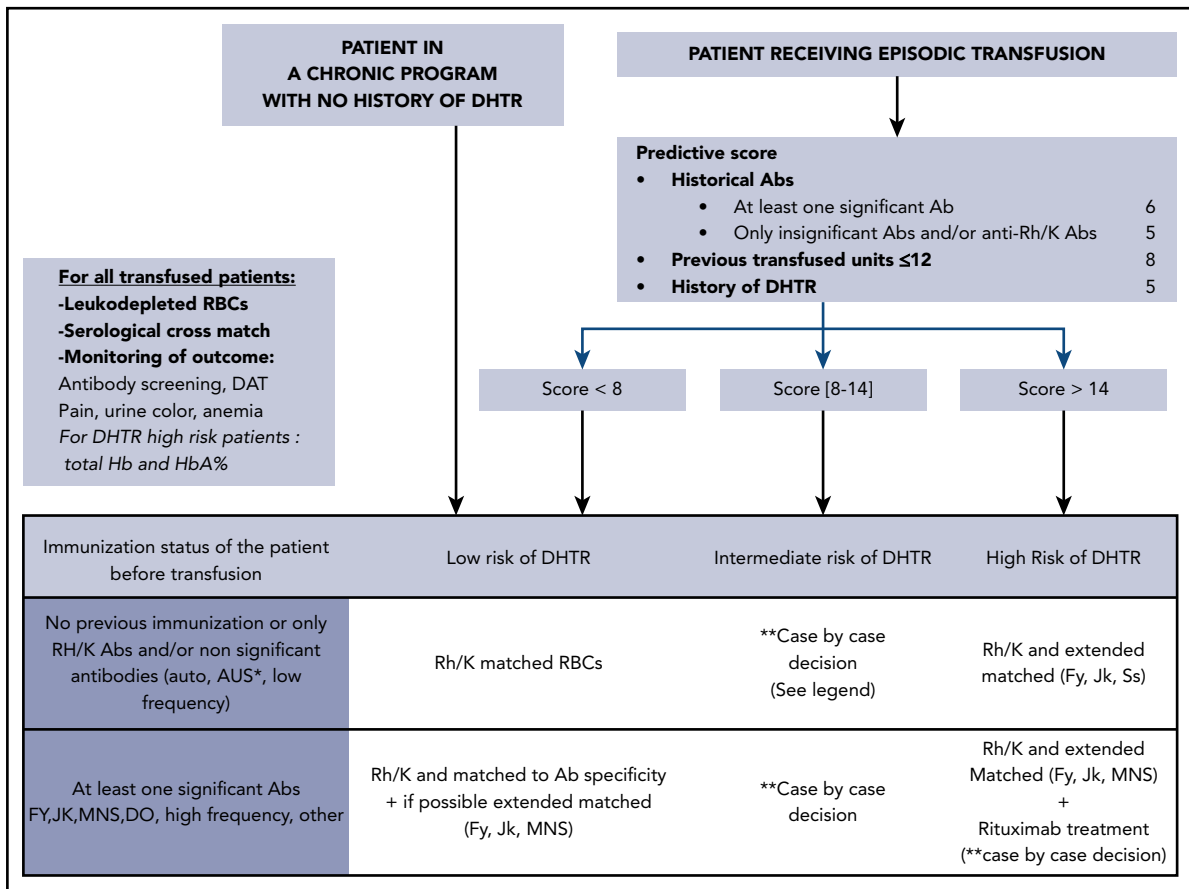 PATIENT IN
A CHRONIC PROGRAM
WITH NO HISTORY OF DHTR
PATIENT RECEIVING EPISODIC TRANSFUSION
Predictive score
• Historical Abs
• At least one significant Ab 6
• Only insignificant Abs and/or anti-Rh/K Abs 5
• Previous transfused units ≤12 8
• History of DHTR 5
For all transfused patients:
-Leukodepleted RBCs
-Serological cross match
-Monitoring of outcome:
Antibody screening, DAT
Pain, urine color, anemia
For DHTR high risk patients :
total Hb and HbA%
Score < 8
Score [8-14]
Score > 14
Immunization status of the patient
before transfusion
Low risk of DHTR
Intermediate risk of DHTR
High Risk of DHTR
No previous immunization or only
RH/K Abs and/or non significant
antibodies (auto, AUS*, low
frequency)
Rh/K matched RBCs
**Case by case
decision
(See legend)
Rh/K and extended
matched (Fy, Jk, Ss)
At least one significant Abs
FY,JK,MNS,DO, high frequency, other
Rh/K and matched to Ab specificity
+ if possible extended matched
(Fy, Jk, MNS)
**Case by case
decision
Rh/K and extended
Matched (Fy, Jk, MNS)
+
Rituximab treatment
(**case by case decision)